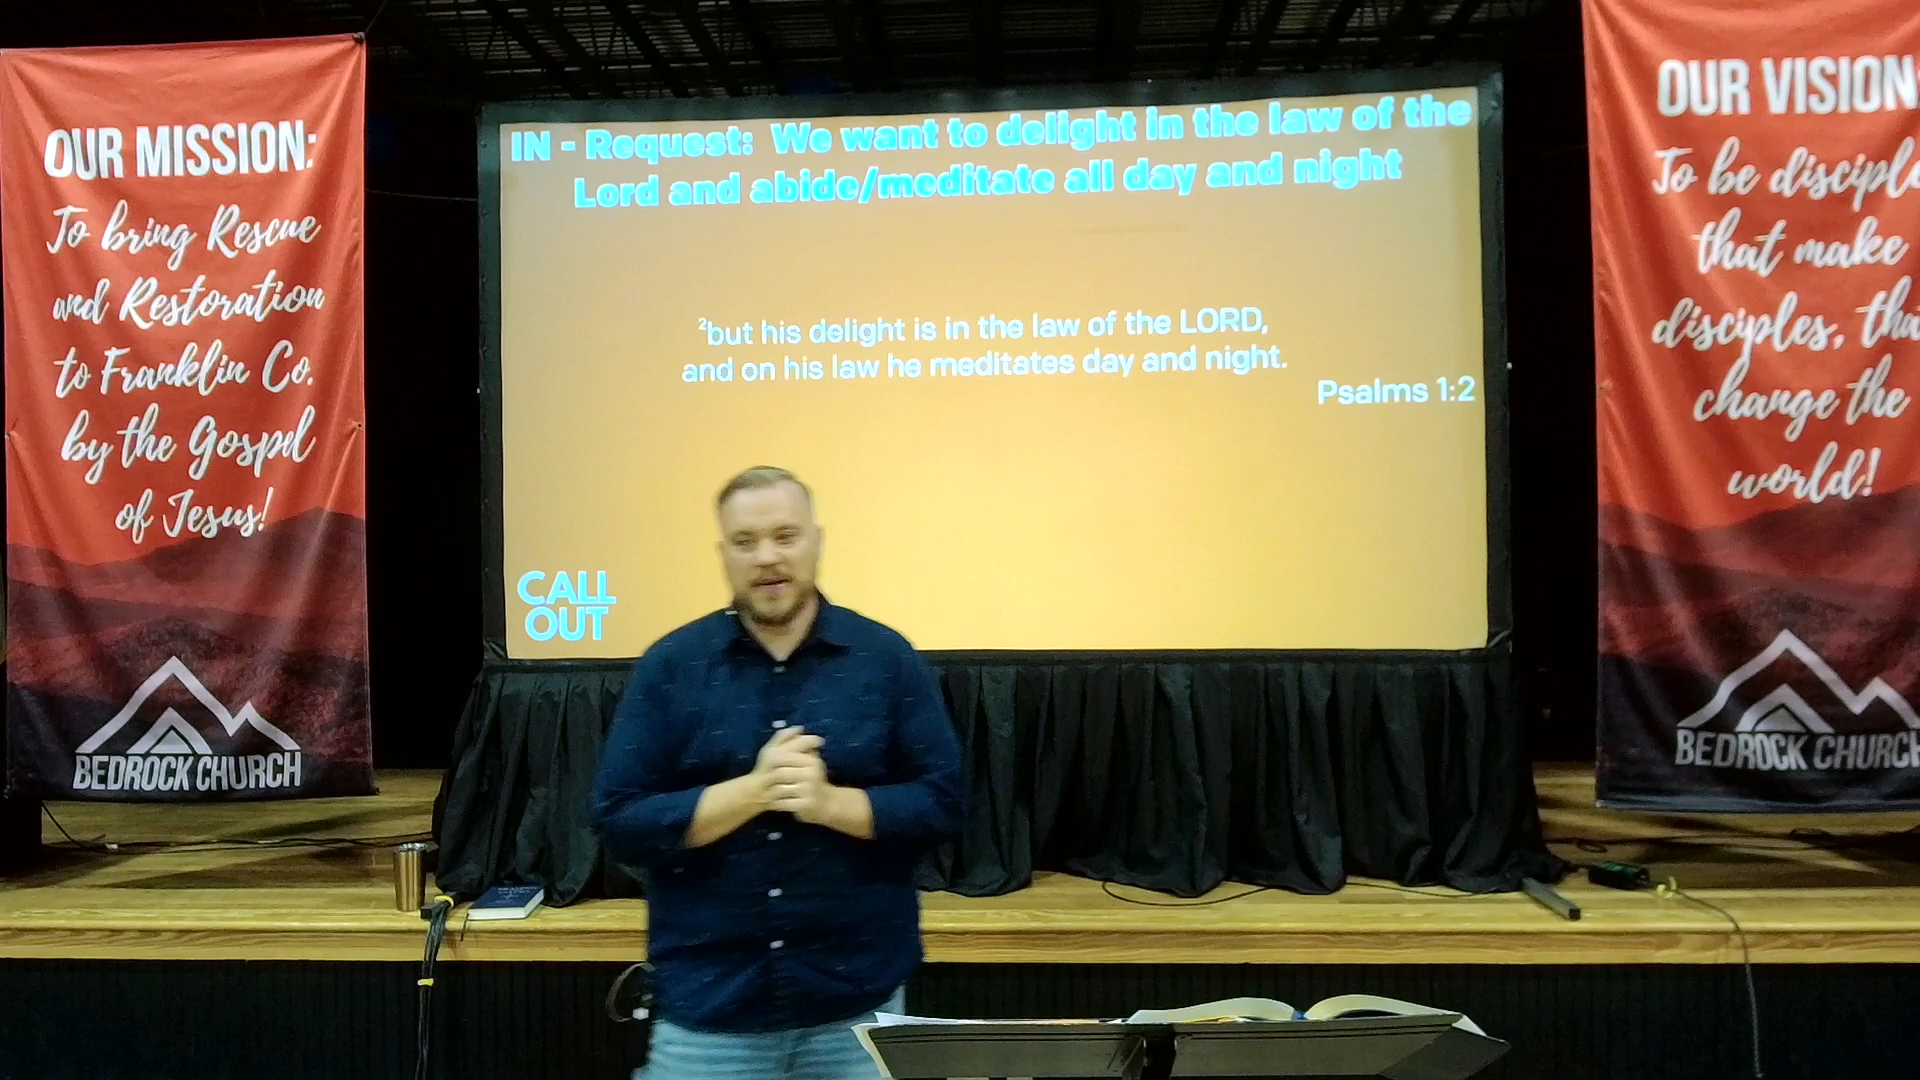 OUR MISSION:
To bring Rescue
and Restoration
to Franklin Co.
by the Gospel
of Jesus!
BEDROCK CHURCH
IN - Request: We want to delight in the law of the
Lord and abide/meditate all day and night
²but his delight is in the law of the LORD,
and on his law he meditates day and night.
Psalms 1:2
CALL
OUT
OUR VISION:
To be disciple
that make
disciples, that
change the
world!
BEDROCK CHURCH